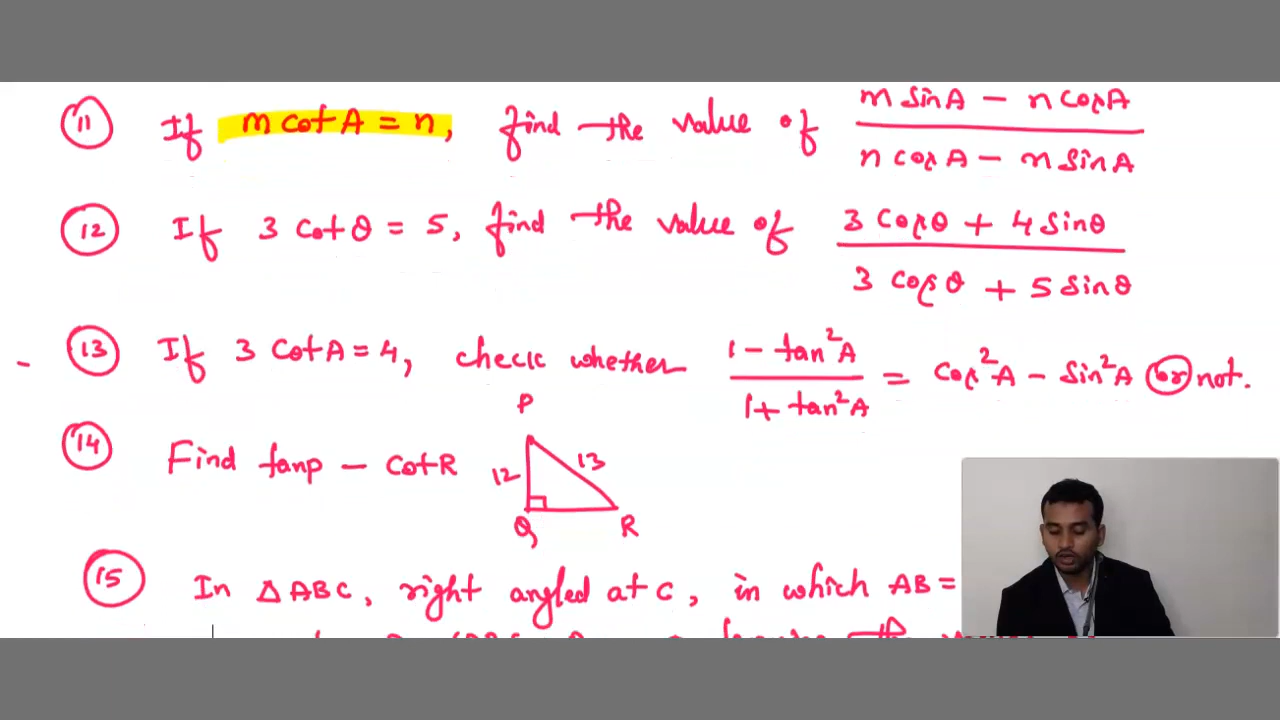 11 If m cot A = n, find the value of (m sin A - n cos A)/(n cos A - n sin A)
12 If 3 cot θ = 5, find the value of (3 cos θ + 4 sin θ)/(3 cos θ + 5 sin θ)
13 If 3 cot A = 4, check whether (1 - tan²A)/(1 + tan²A) = cos²A - sin²A or not.
P
14 Find tan p - cot R 12 13
Q R
15 In Δ ABC, right angled at C, in which AB =